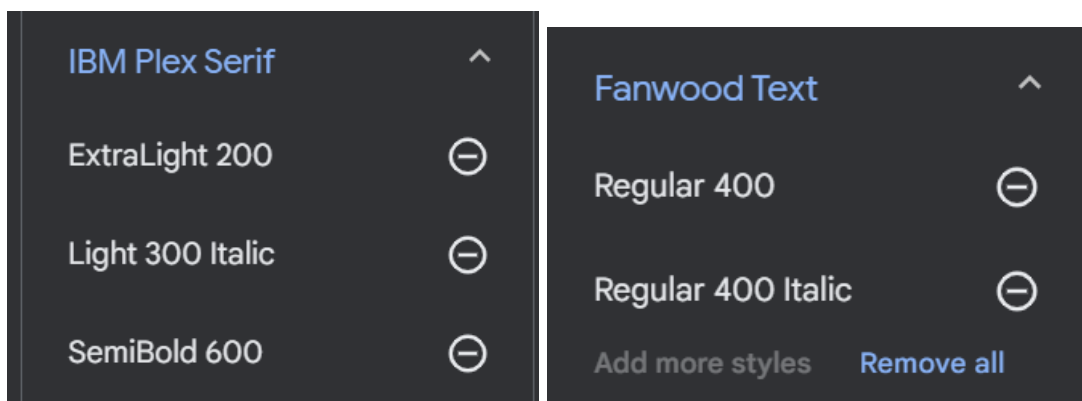 IBM Plex Serif
ExtraLight 200
Light 300 Italic
SemiBold 600
Fanwood Text
Regular 400
Regular 400 Italic
Add more styles Remove all